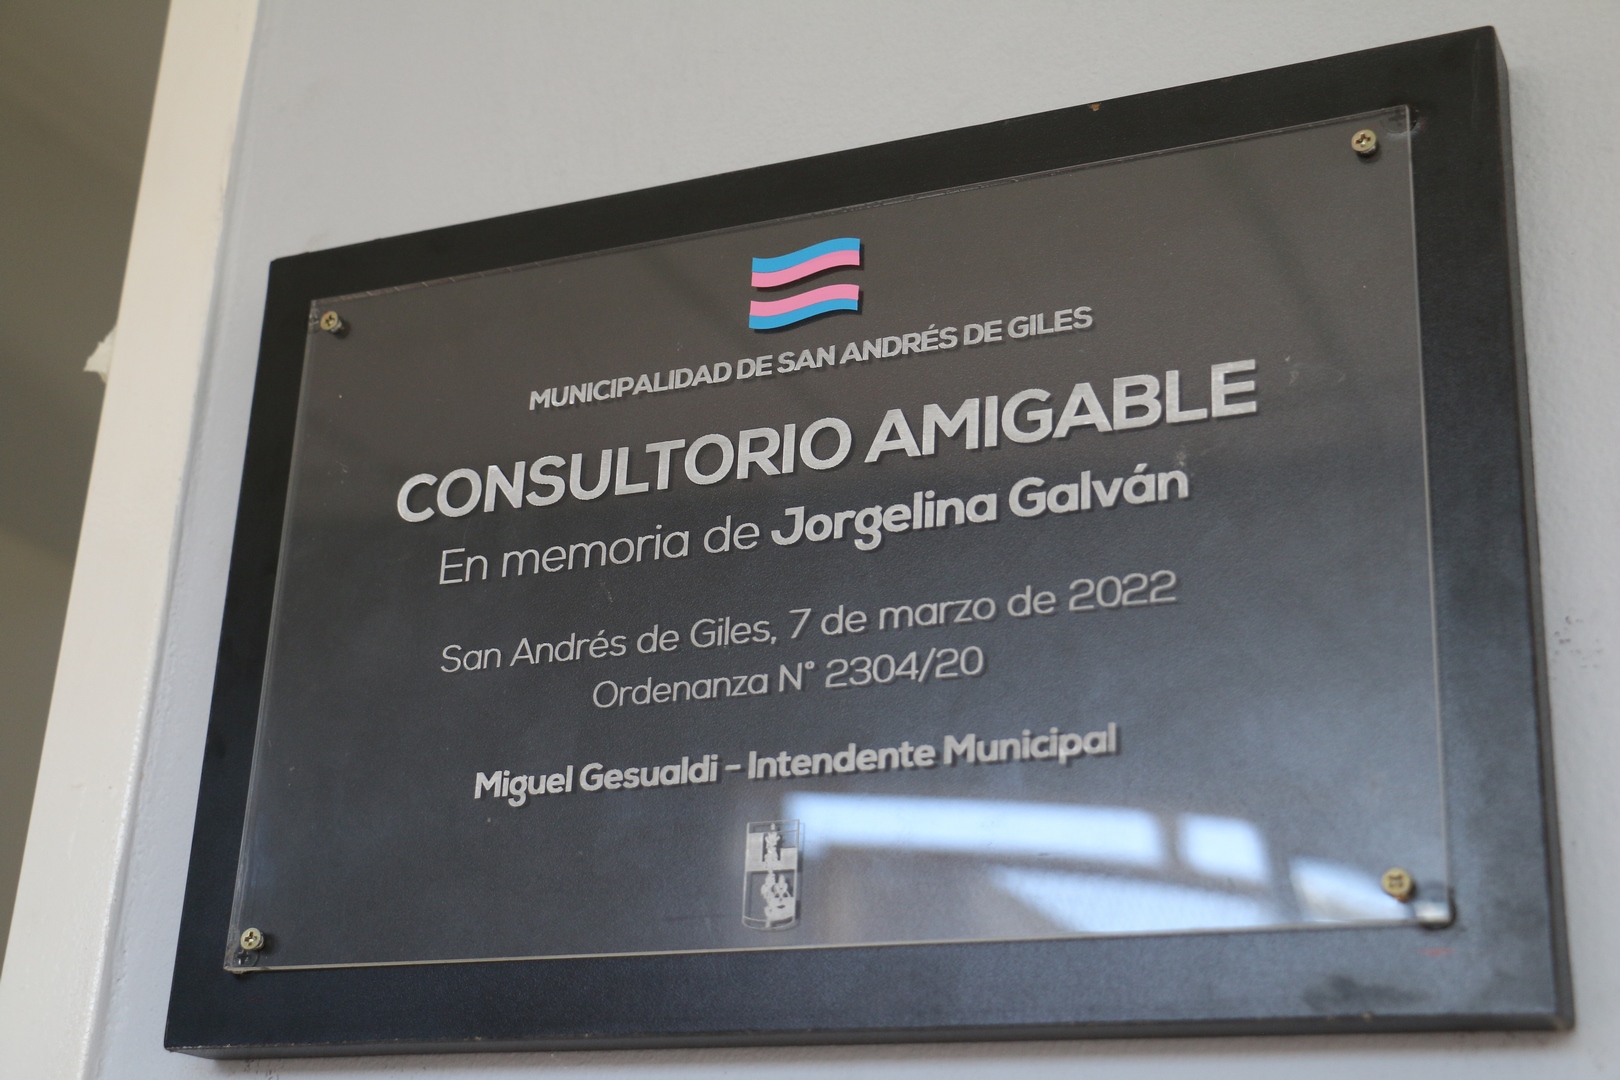 MUNICIPALIDAD DE SAN ANDRÉS DE GILES
CONSULTORIO AMIGABLE
En memoria de Jorgelina Galván
San Andrés de Giles, 7 de marzo de 2022
Ordenanza N° 2304/20
Miguel Gesualdi - Intendente Municipal